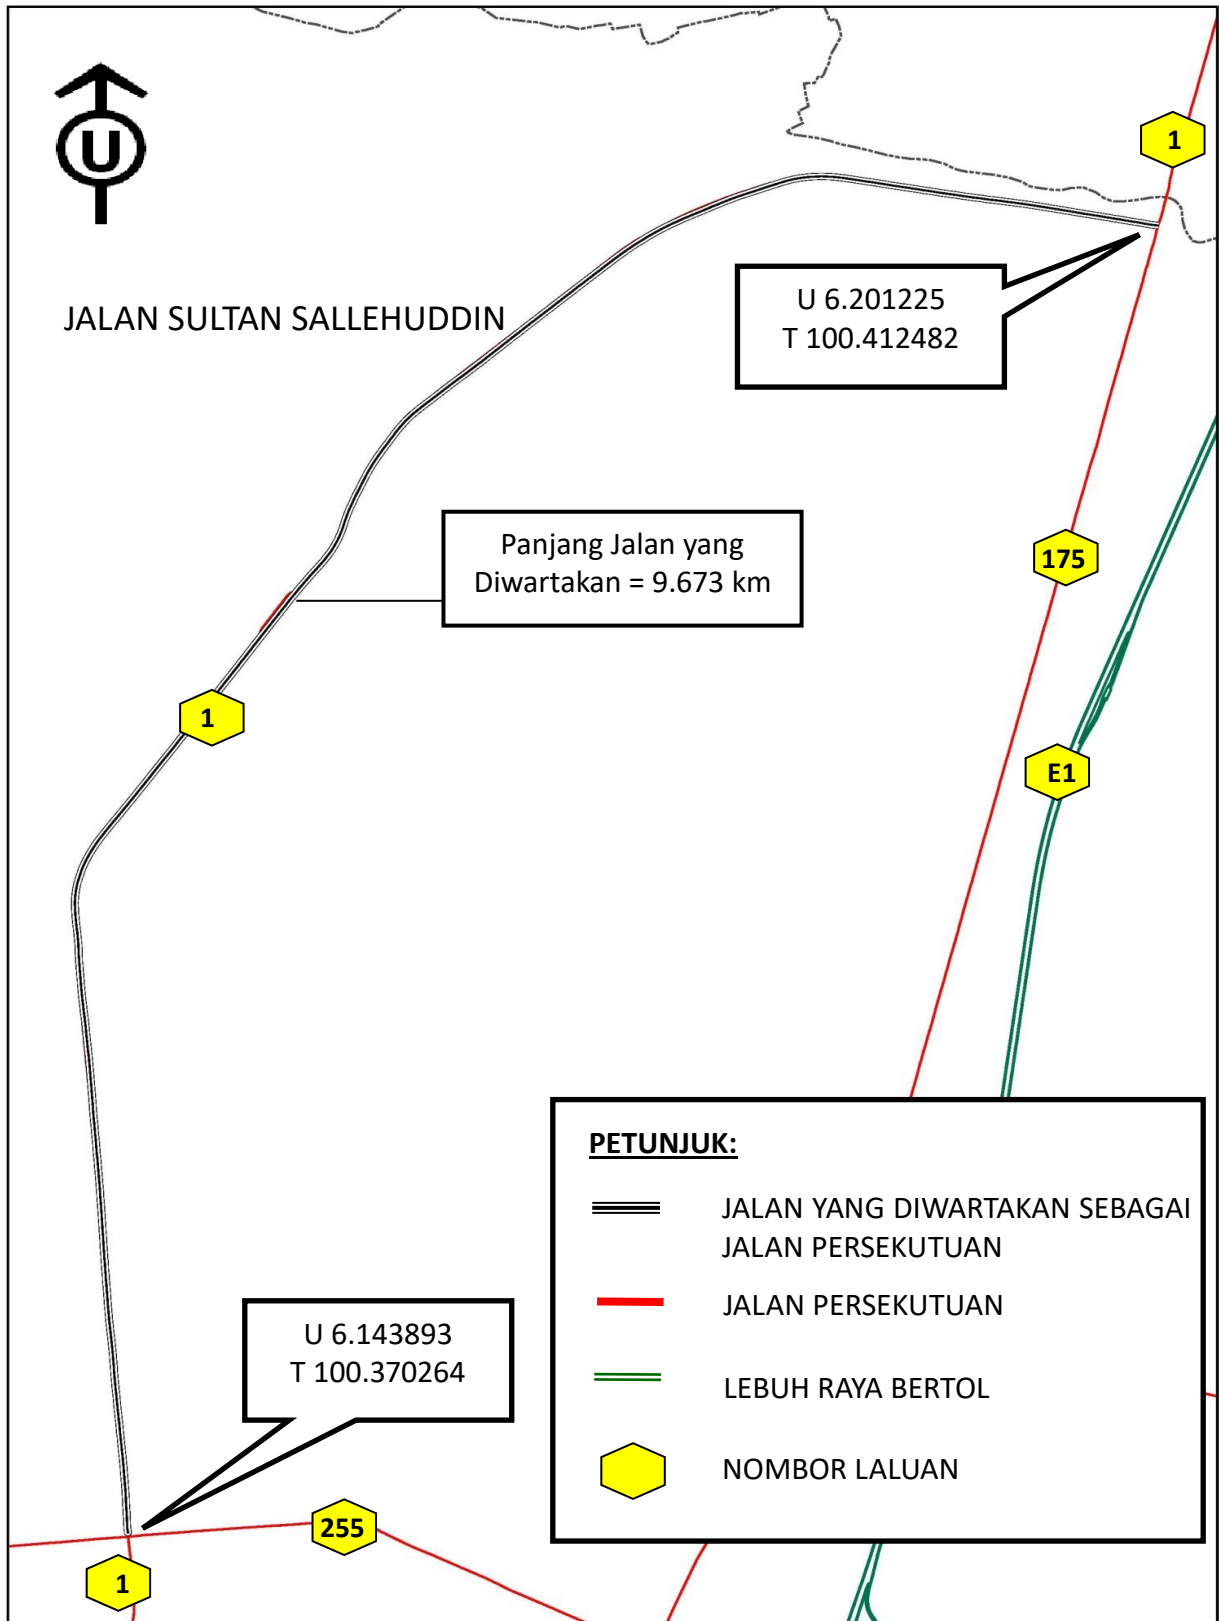 U
1
JALAN SULTAN SALLEHUDDIN
U 6.201225
T 100.412482
Panjang Jalan yang
Diwartakan = 9.673 km
175
1
E1
PETUNJUK:
JALAN YANG DIWARTAKAN SEBAGAI
JALAN PERSEKUTUAN
JALAN PERSEKUTUAN
LEBUH RAYA BERTOL
NOMBOR LALUAN
U 6.143893
T 100.370264
255
1